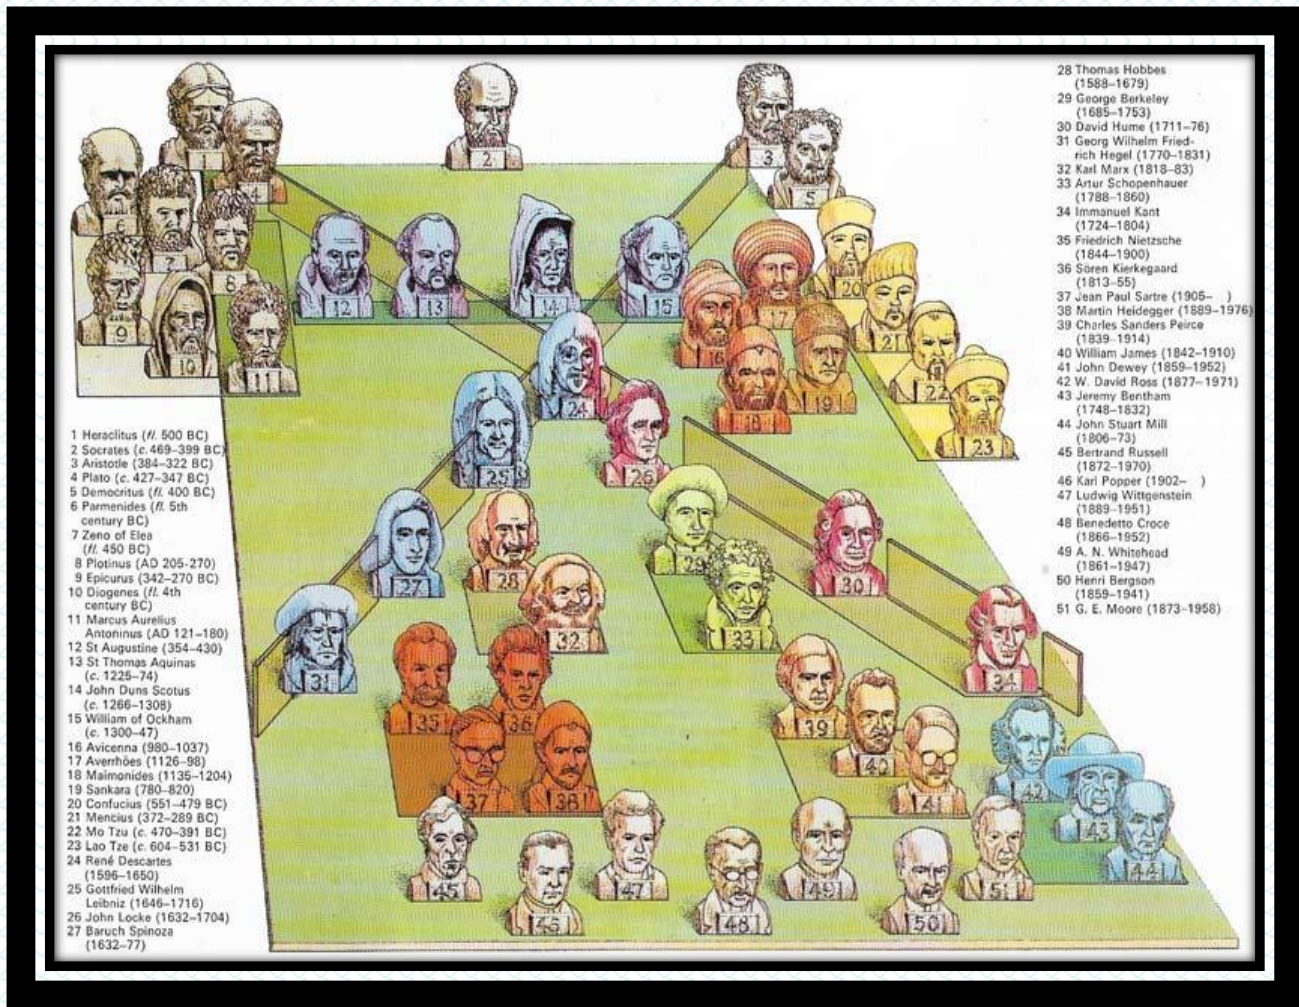 1 Heraclitus (fl. 500 BC)
2 Socrates (c. 469–399 BC)
3 Aristotle (384–322 BC)
4 Plato (c. 427–347 BC)
5 Democritus (fl. 400 BC)
6 Parmenides (fl. 5th
century BC)
7 Zeno of Elea
(fl. 450 BC)
8 Plotinus (AD 205-270)
9 Epicurus (342–270 BC)
10 Diogenes (fl. 4th
century BC)
11 Marcus Aurelius
Antoninus (AD 121–180)
12 St Augustine (354–430)
13 St Thomas Aquinas
(c. 1225–74)
14 John Duns Scotus
(c. 1266–1308)
15 William of Ockham
(c. 1300–47)
16 Avicenna (980–1037)
17 Averrhöes (1126–98)
18 Maimonides (1135–1204)
19 Sankara (780–820)
20 Confucius (551–479 BC)
21 Mencius (372–289 BC)
22 Mo Tzu (c. 470–391 BC)
23 Lao Tze (c. 604–531 BC)
24 René Descartes
(1596–1650)
25 Gottfried Wilhelm
Leibniz (1646–1716)
26 John Locke (1632–1704)
27 Baruch Spinoza
(1632–77)
28 Thomas Hobbes
(1588–1679)
29 George Berkeley
(1685–1753)
30 David Hume (1711–76)
31 Georg Wilhelm Fried-
rich Hegel (1770–1831)
32 Karl Marx (1818–83)
33 Artur Schopenhauer
(1788–1860)
34 Immanuel Kant
(1724–1804)
35 Friedrich Nietzsche
(1844–1900)
36 Sören Kierkegaard
(1813–55)
37 Jean Paul Sartre (1905– )
38 Martin Heidegger (1889–1976)
39 Charles Sanders Peirce
(1839–1914)
40 William James (1842–1910)
41 John Dewey (1859–1952)
42 W. David Ross (1877–1971)
43 Jeremy Bentham
(1748–1832)
44 John Stuart Mill
(1806–73)
45 Bertrand Russell
(1872–1970)
46 Karl Popper (1902– )
47 Ludwig Wittgenstein
(1889–1951)
48 Benedetto Croce
(1866–1952)
49 A. N. Whitehead
(1861–1947)
50 Henri Bergson
(1859–1941)
51 G. E. Moore (1873–1958)
1
2
3
4
5
6
7
8
9
10
11
12
13
14
15
16
17
18
19
20
21
22
23
24
25
26
27
28
29
30
31
32
33
34
35
36
37
38
39
40
41
42
43
44
45
46
47
48
49
50
51